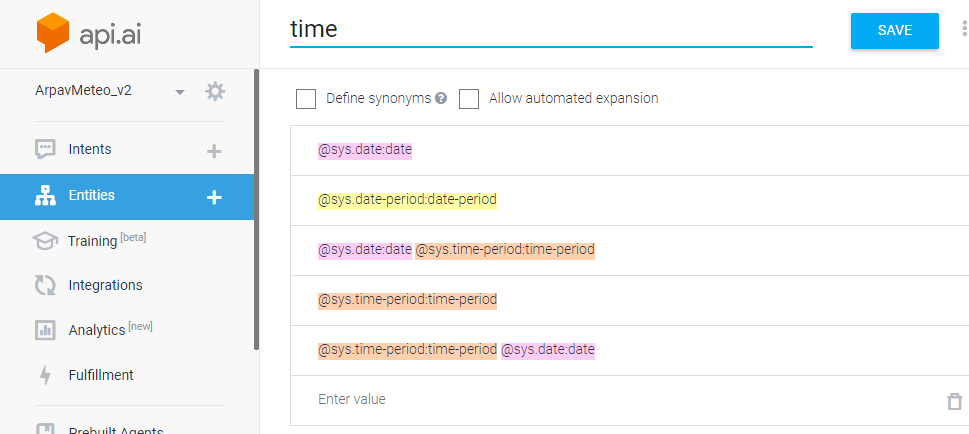 api.ai
time
SAVE
ArpavMeteo_v2
Define synonyms ?
Allow automated expansion
Intents +
@sys.date:date
Entities +
@sys.date-period:date-period
Training [beta]
@sys.date:date @sys.time-period:time-period
Integrations
@sys.time-period:time-period
Analytics [new]
@sys.time-period:time-period @sys.date:date
Fulfillment
Enter value
Prebuilt Agents